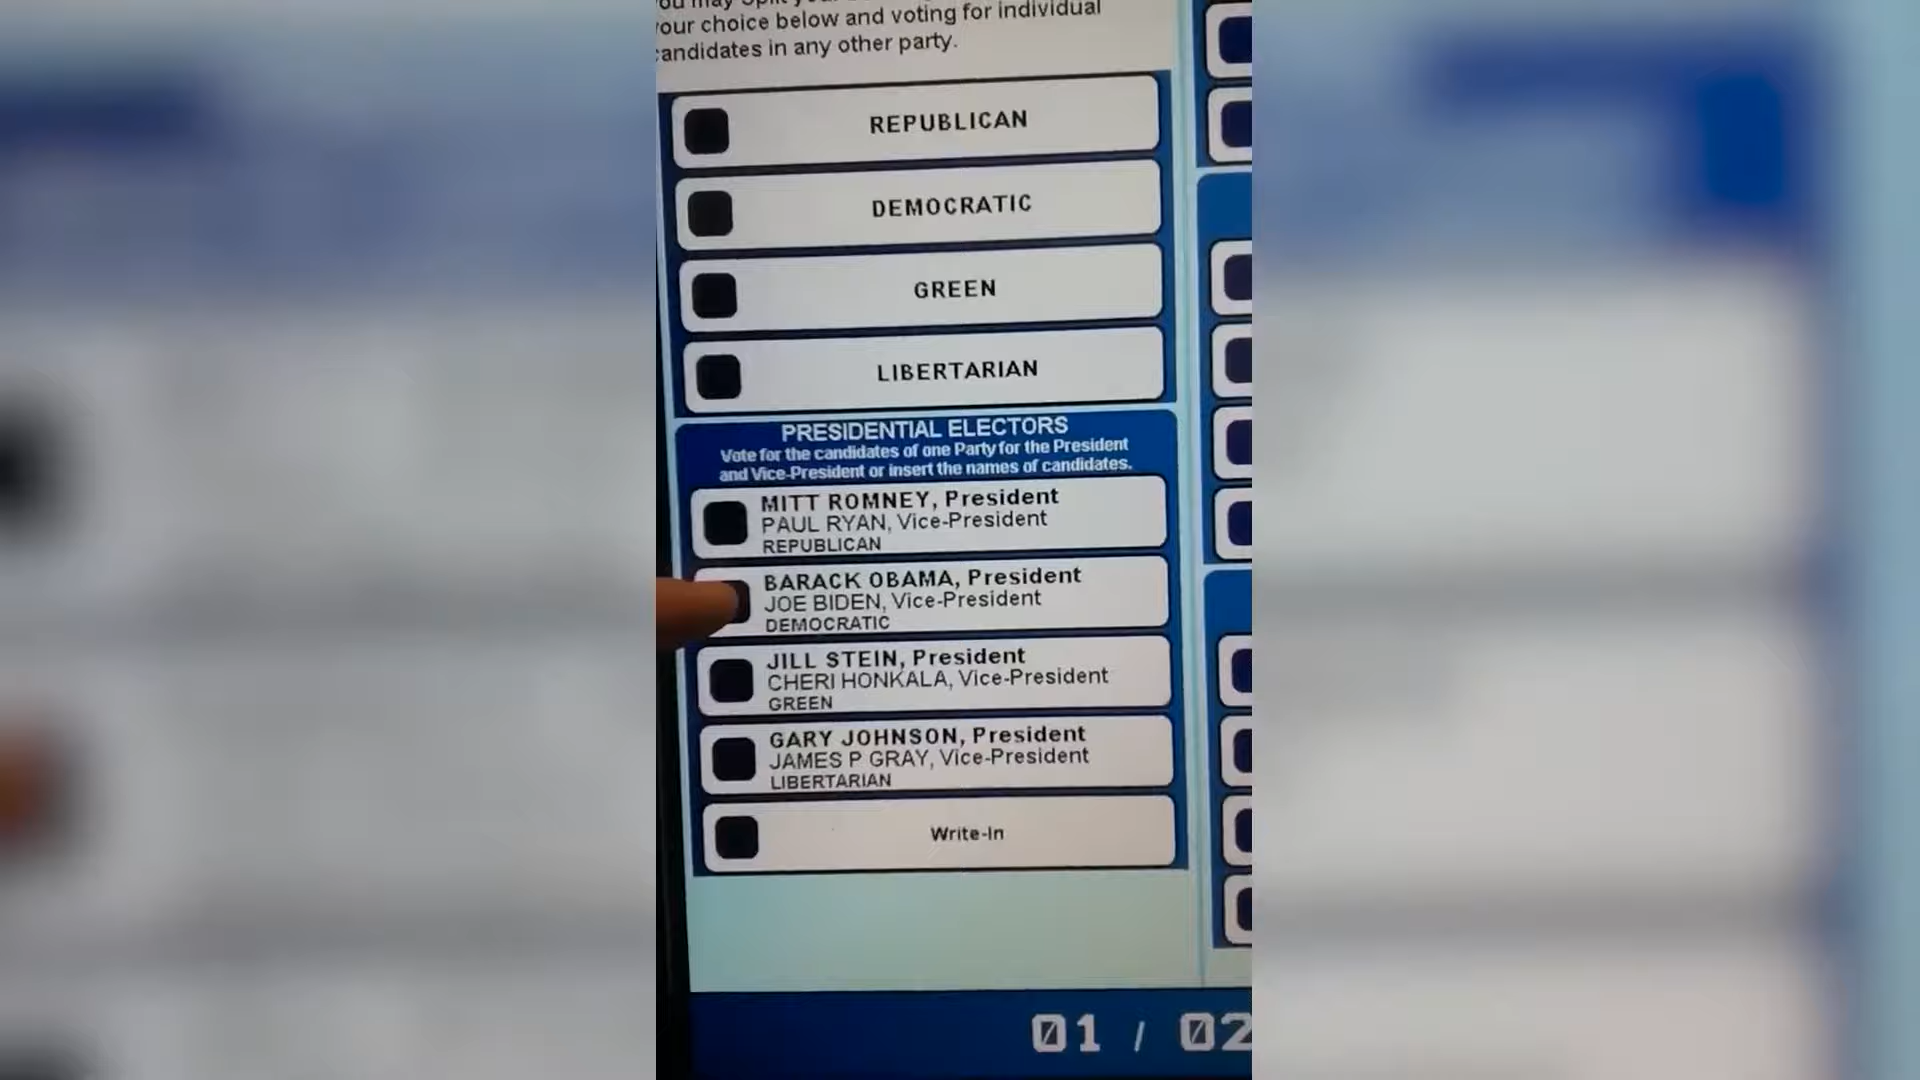 your choice below and voting for individual
candidates in any other party.
REPUBLICAN
DEMOCRATIC
GREEN
LIBERTARIAN
PRESIDENTIAL ELECTORS
Vote for the candidates of one Party for the President
and Vice-President or insert the names of candidates.
MITT ROMNEY, President
PAUL RYAN, Vice-President
REPUBLICAN
BARACK OBAMA, President
JOE BIDEN, Vice-President
DEMOCRATIC
JILL STEIN, President
CHERI HONKALA, Vice-President
GREEN
GARY JOHNSON, President
JAMES P GRAY, Vice-President
LIBERTARIAN
Write-In
01 / 02